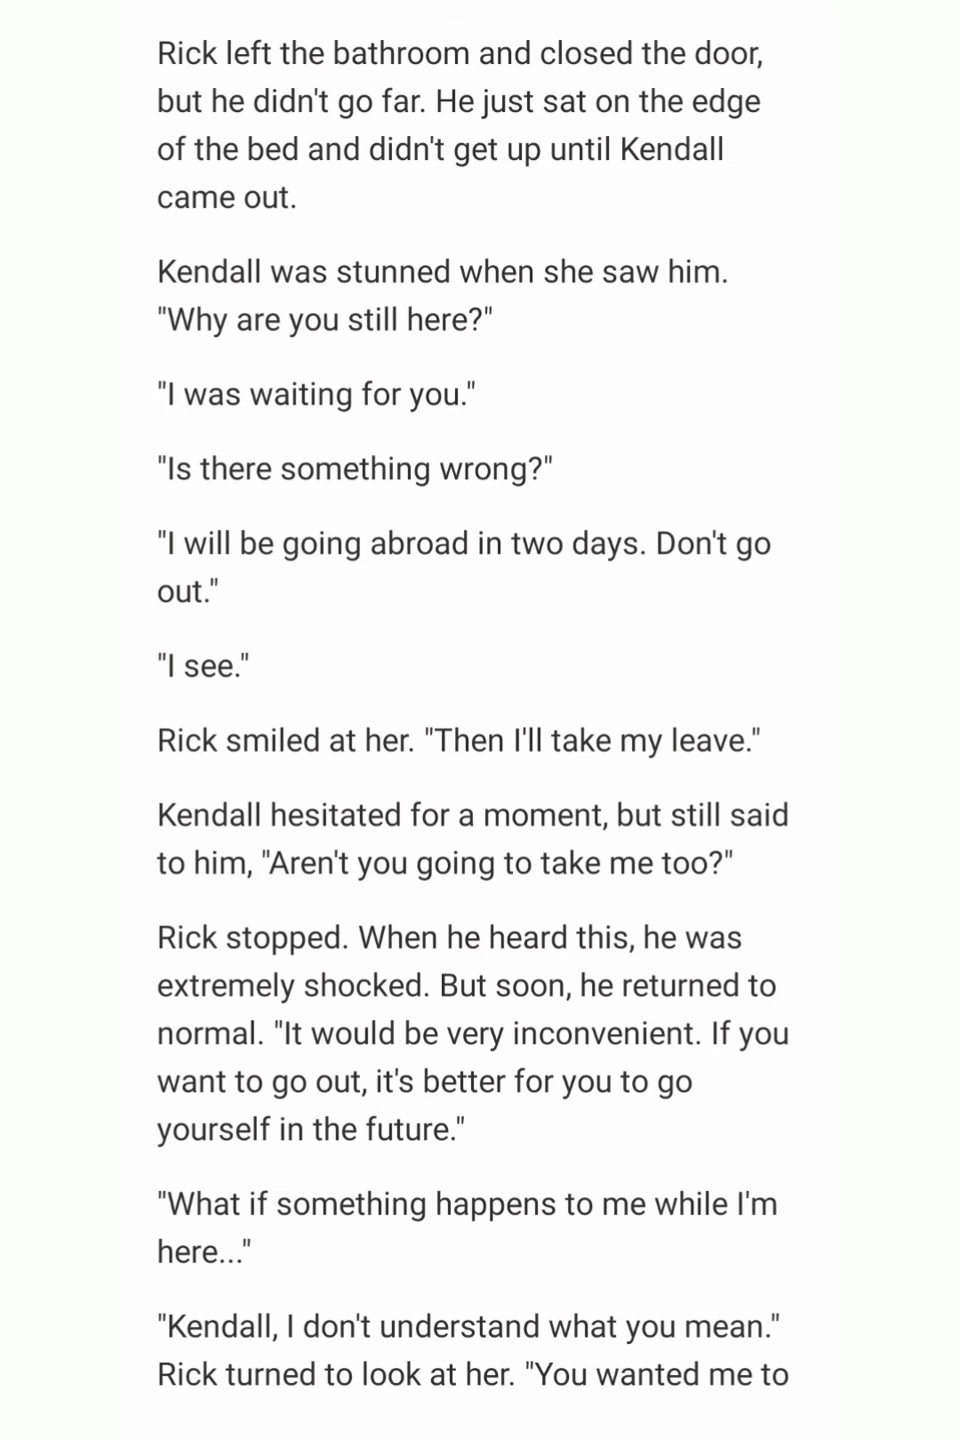 Rick left the bathroom and closed the door,
but he didn't go far. He just sat on the edge
of the bed and didn't get up until Kendall
came out.
Kendall was stunned when she saw him.
"Why are you still here?"
"I was waiting for you."
"Is there something wrong?"
"I will be going abroad in two days. Don't go
out."
"I see."
Rick smiled at her. "Then I'll take my leave."
Kendall hesitated for a moment, but still said
to him, "Aren't you going to take me too?"
Rick stopped. When he heard this, he was
extremely shocked. But soon, he returned to
normal. "It would be very inconvenient. If you
want to go out, it's better for you to go
yourself in the future."
"What if something happens to me while I'm
here..."
"Kendall, I don't understand what you mean."
Rick turned to look at her. "You wanted me to